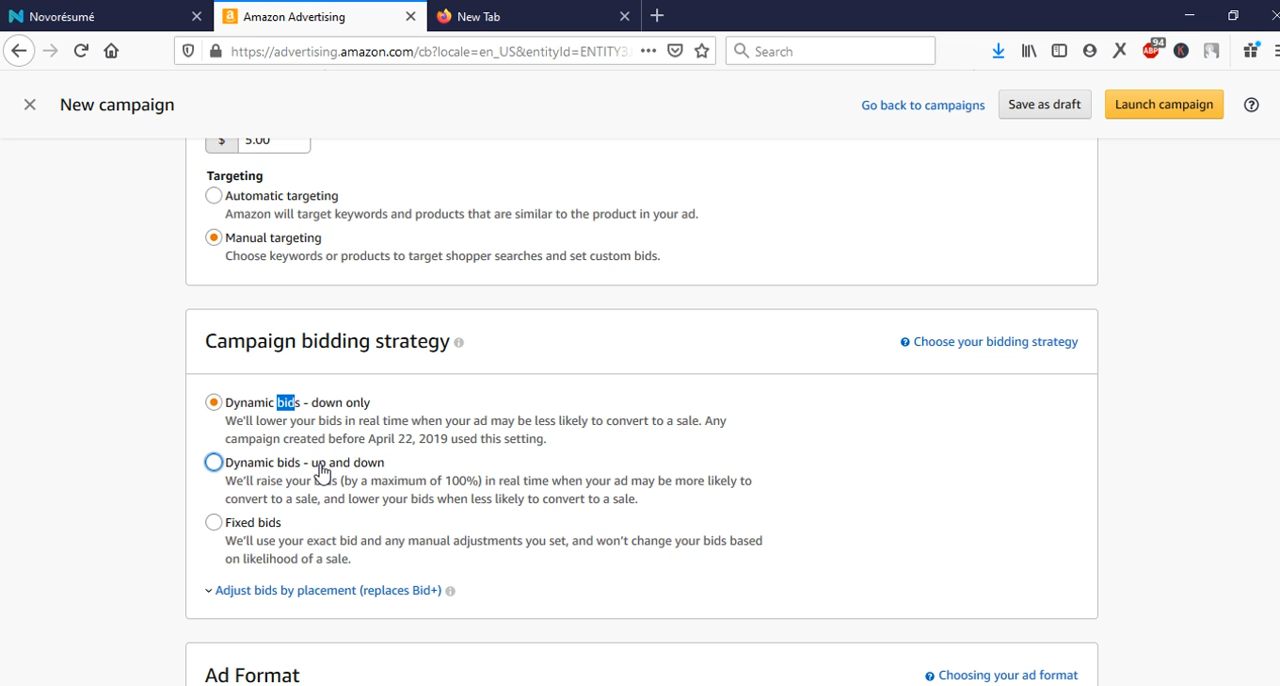 Novorésumé
Amazon Advertising
New Tab
https://advertising.amazon.com/cb?locale=en_US&entityId=ENTITY3
Search
94
ABP
K
New campaign
Go back to campaigns
Save as draft
Launch campaign
$ 5.00
Targeting
Automatic targeting
Amazon will target keywords and products that are similar to the product in your ad.
Manual targeting
Choose keywords or products to target shopper searches and set custom bids.
Campaign bidding strategy
Choose your bidding strategy
Dynamic bids - down only
We'll lower your bids in real time when your ad may be less likely to convert to a sale. Any
campaign created before April 22, 2019 used this setting.
Dynamic bids - up and down
We'll raise your bids (by a maximum of 100%) in real time when your ad may be more likely to
convert to a sale, and lower your bids when less likely to convert to a sale.
Fixed bids
We'll use your exact bid and any manual adjustments you set, and won't change your bids based
on likelihood of a sale.
Adjust bids by placement (replaces Bid+)
Ad Format
Choosing your ad format